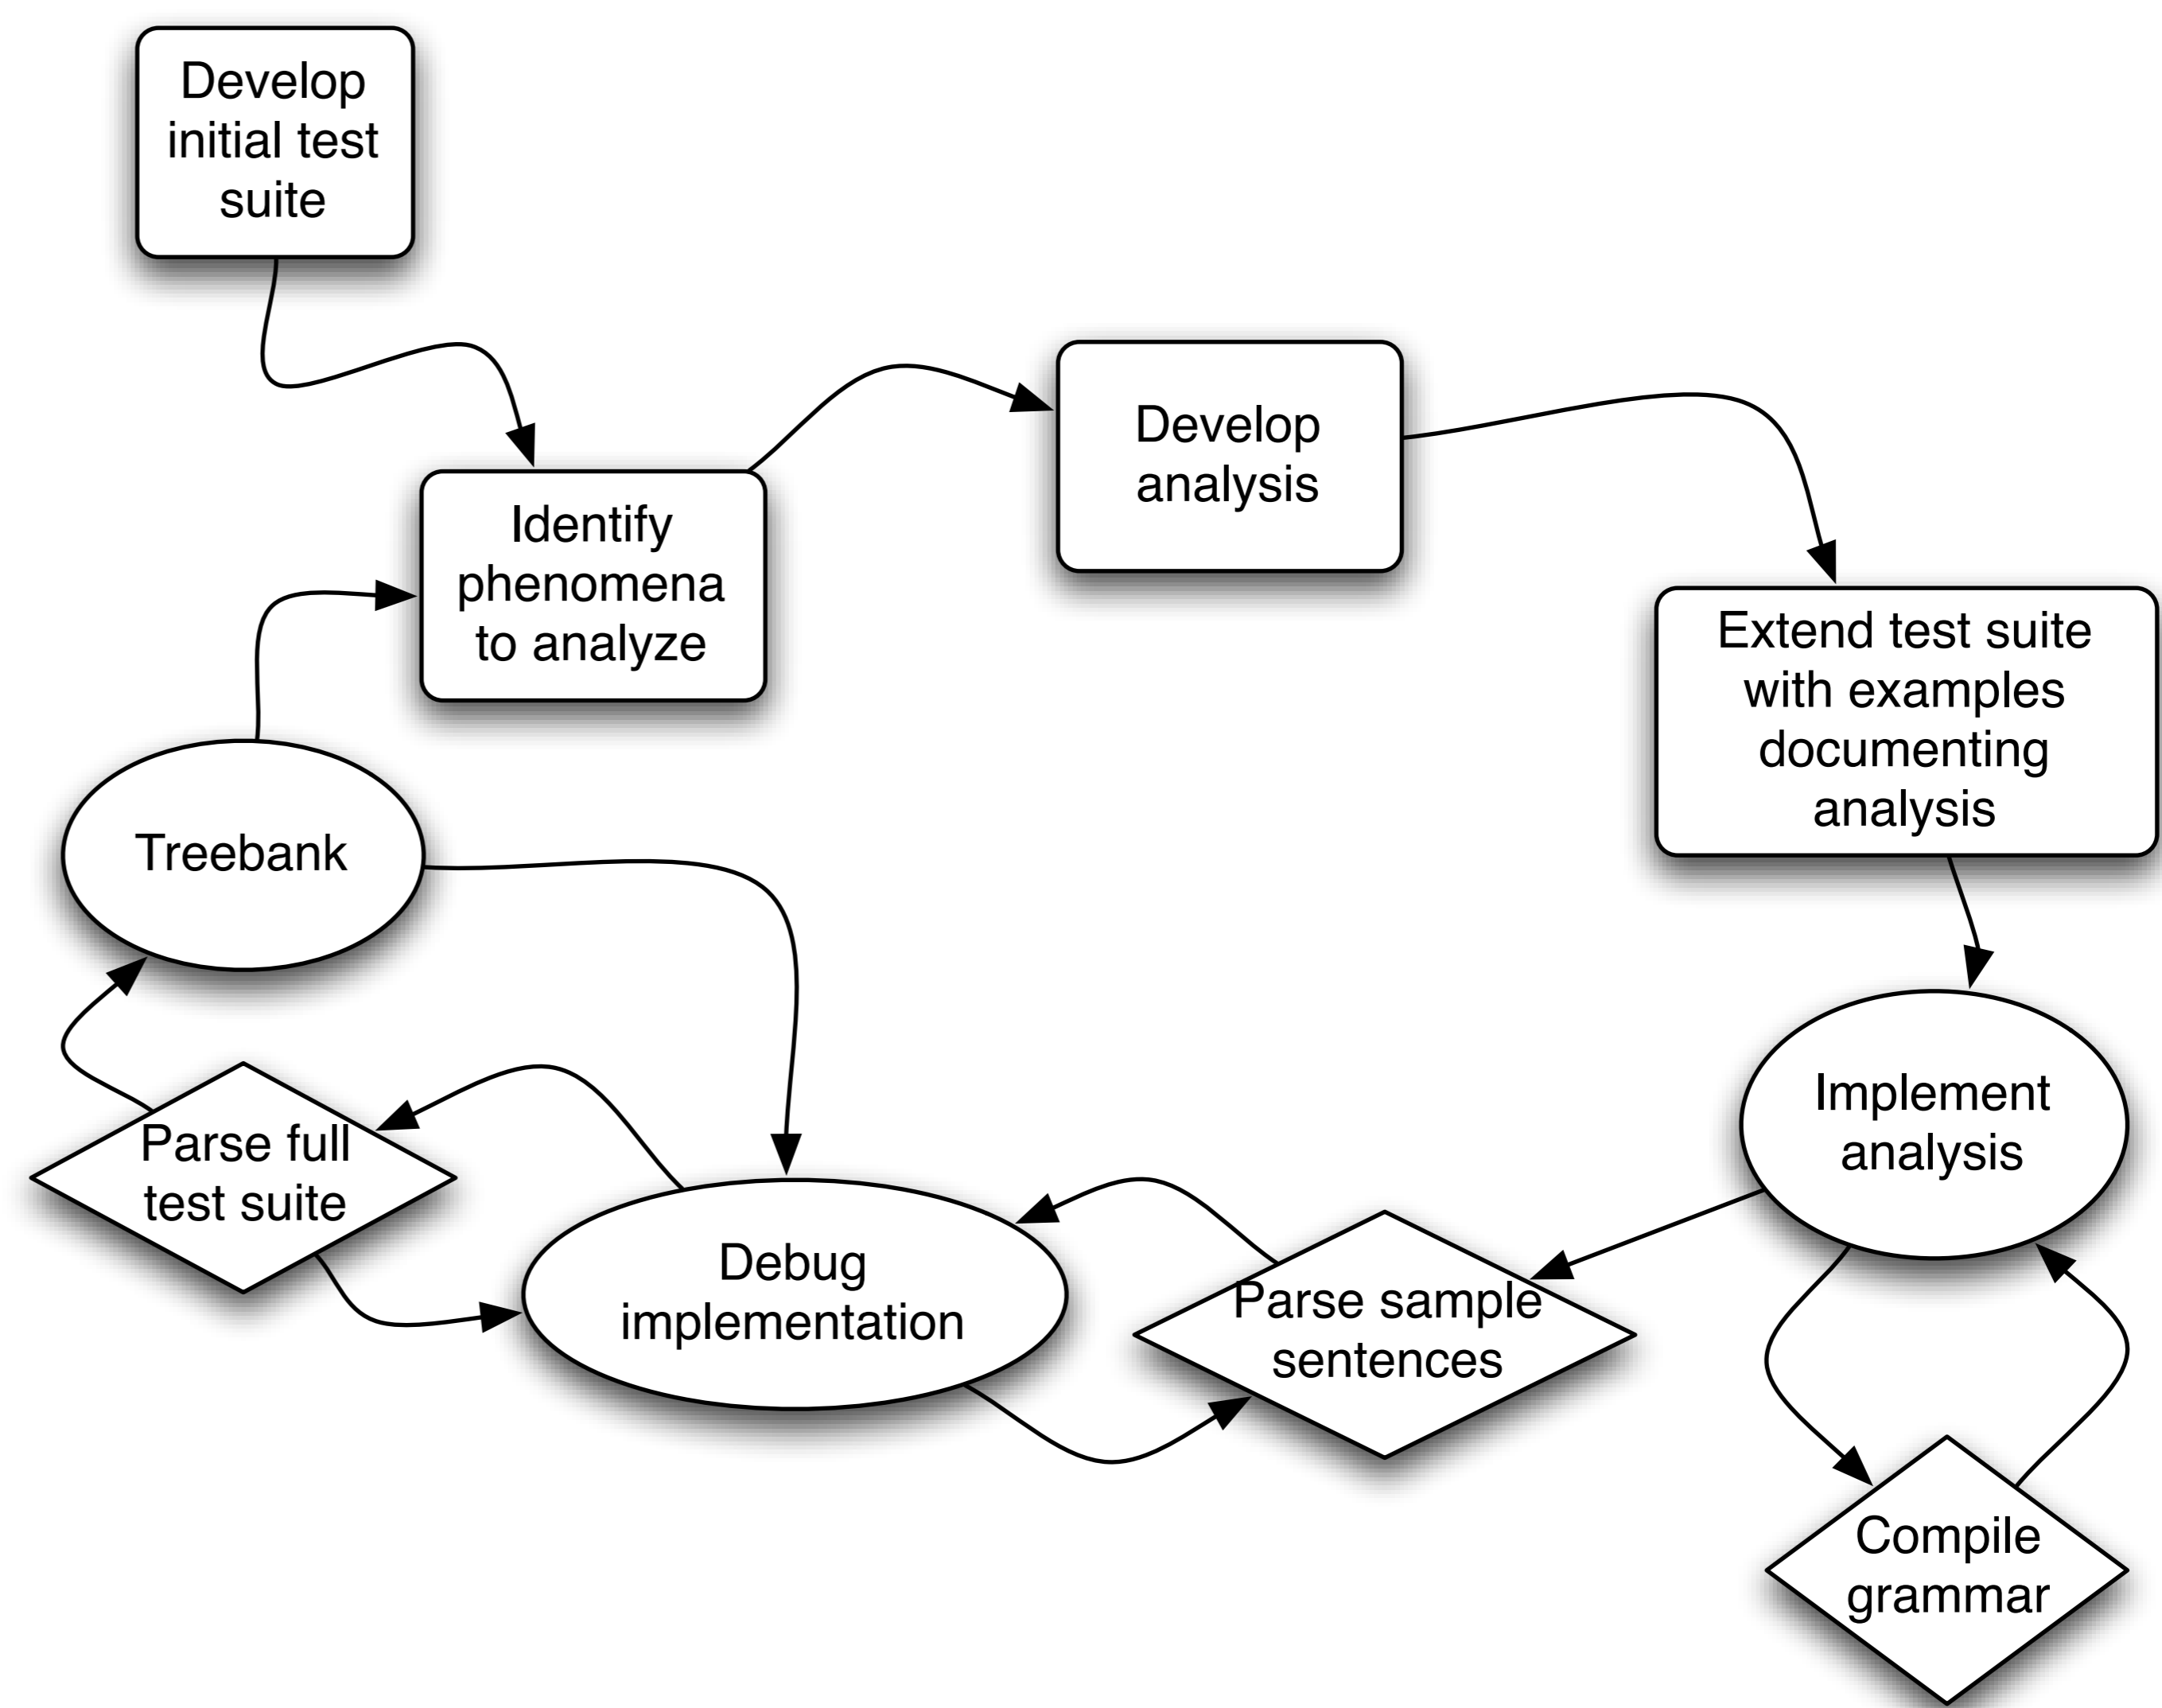 Develop
initial test
suite
Identify
phenomena
to analyze
Develop
analysis
Extend test suite
with examples
documenting
analysis
Treebank
Implement
analysis
Parse full
test suite
Debug
implementation
Parse sample
sentences
Compile
grammar